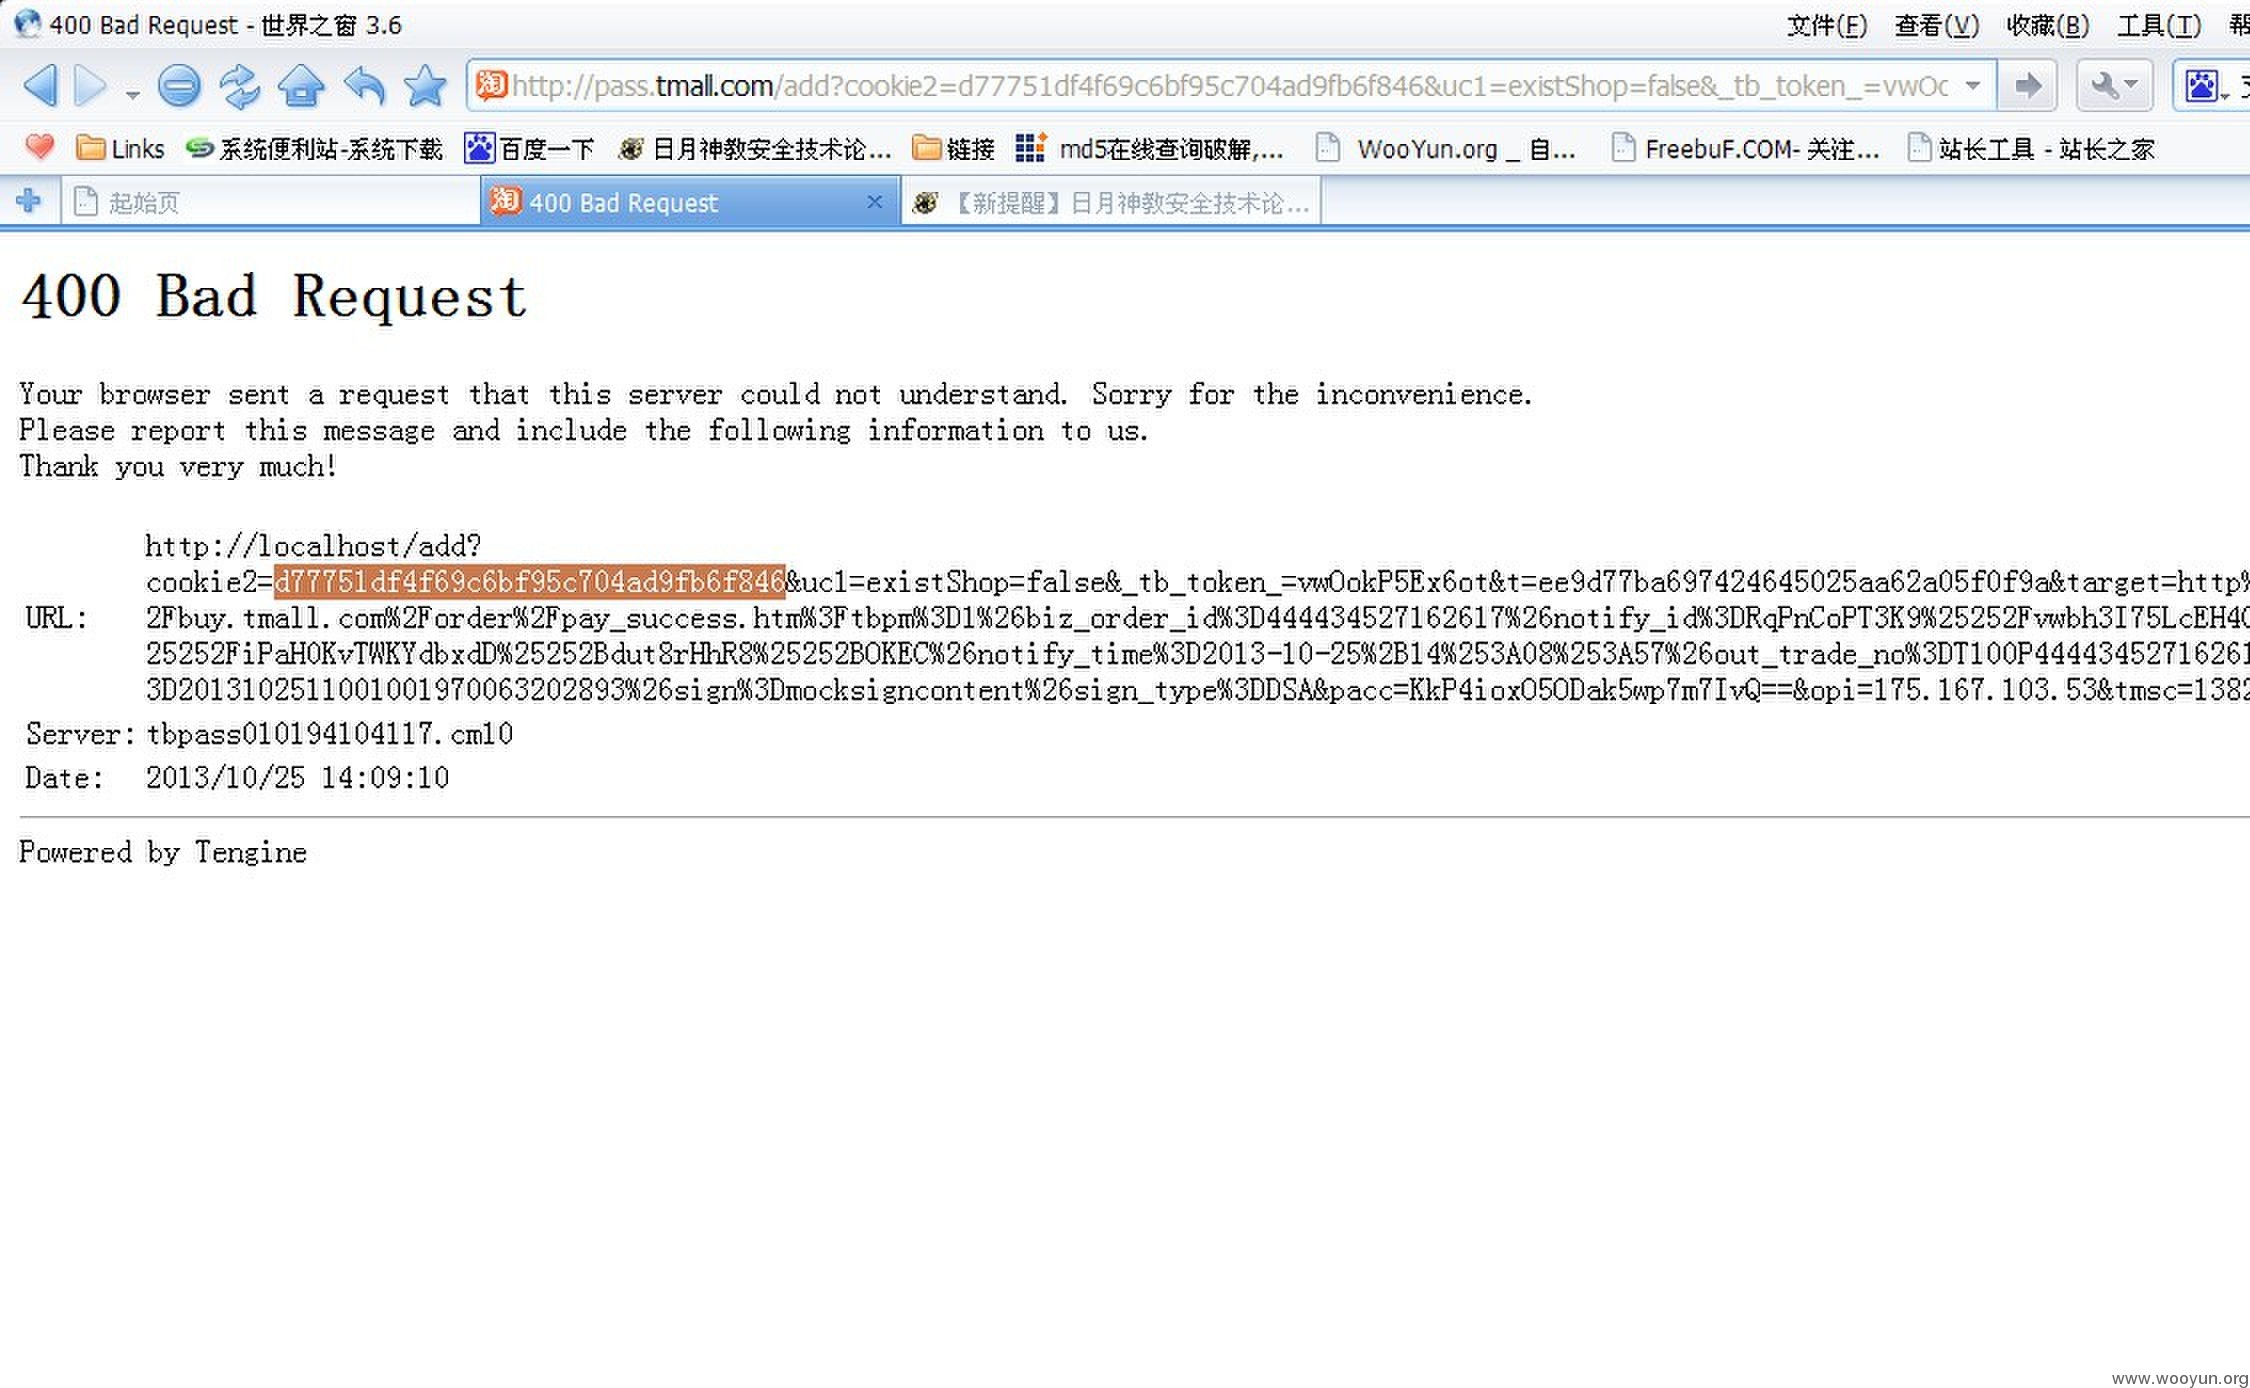 400 Bad Request - 世界之窗 3.6
文件(F) 查看(V) 收藏(B) 工具(T) 帮
http://pass.tmall.com/add?cookie2=d77751df4f69c6bf95c704ad9fb6f846&uc1=existShop=false&_tb_token_=vwOc
Links 系统便利站-系统下载 百度一下 日月神教安全技术论... 链接 md5在线查询破解,... WooYun.org _ 自... FreebuF.COM- 关注... 站长工具 - 站长之家
起始页 淘 400 Bad Request 【新提醒】日月神教安全技术论...
400 Bad Request
Your browser sent a request that this server could not understand. Sorry for the inconvenience.
Please report this message and include the following information to us.
Thank you very much!
http://localhost/add?
cookie2=d77751df4f69c6bf95c704ad9fb6f846&uc1=existShop=false&_tb_token_=vwOokP5Ex6ot&t=ee9d77ba697424645025aa62a05f0f9a&target=http%
URL: 2Fbuy.tmall.com%2Forder%2Fpay_success.htm%3Ftbpm%3D1%26biz_order_id%3D444434527162617%26notify_id%3DRqPnCoPT3K9%25252Fvwbh3I75LcEH4
25252FiPaH0KvTWKYdbxdD%25252Bdut8rHhR8%25252BOKEC%26notify_time%3D2013-10-25%2B14%253A08%253A57%26out_trade_no%3DT100P44443452716261
3D2013102511001001970063202893%26sign%3Dmocksigncontent%26sign_type%3DDSA&pacc=KkP4ioxO5ODak5wp7m7IvQ==&opi=175.167.103.53&tmsc=1382
Server: tbpass010194104117.cm10
Date: 2013/10/25 14:09:10
Powered by Tengine
www.wooyun.org